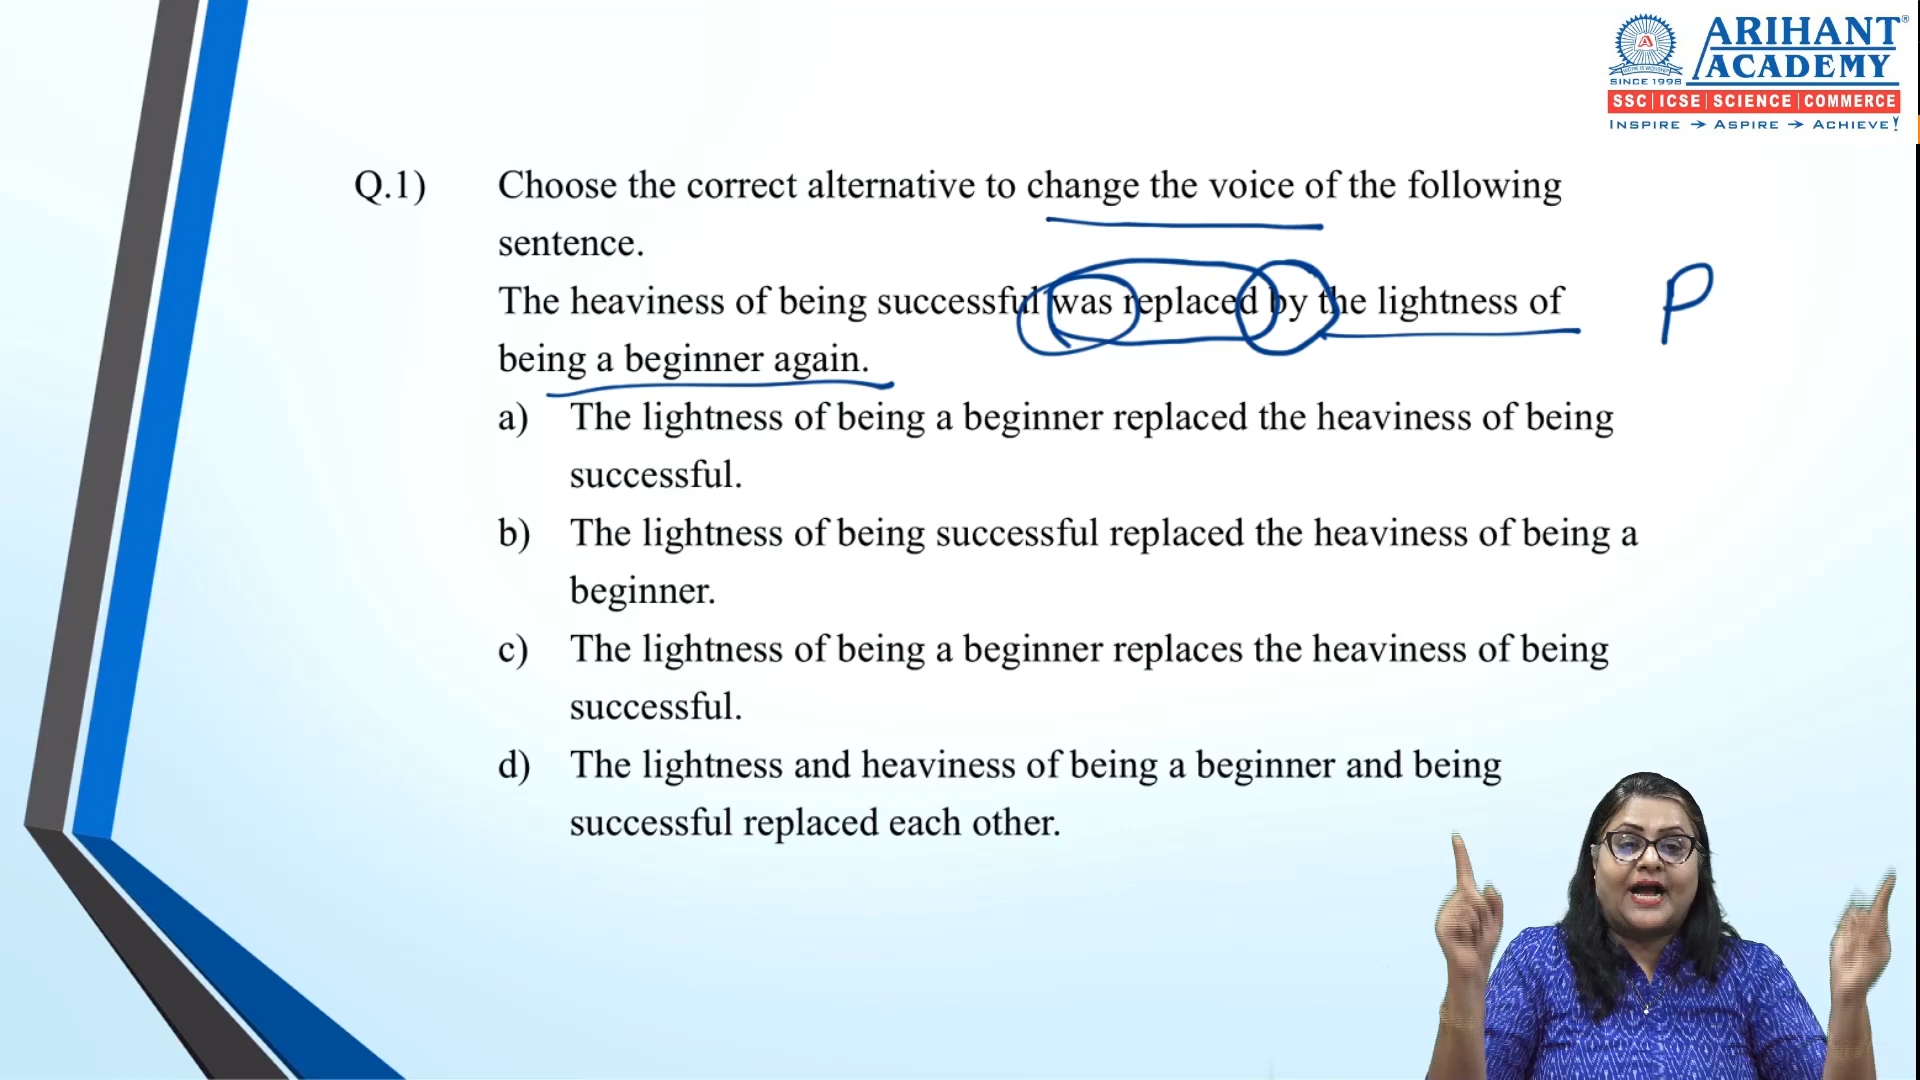 ARIHANT®
ACADEMY
SINCE 1998
SSC | ICSE | SCIENCE | COMMERCE
INSPIRE → ASPIRE → ACHIEVE!
Q.1) Choose the correct alternative to change the voice of the following
sentence.
The heaviness of being successful was replaced by the lightness of
P
being a beginner again.
a) The lightness of being a beginner replaced the heaviness of being
successful.
b) The lightness of being successful replaced the heaviness of being a
beginner.
c) The lightness of being a beginner replaces the heaviness of being
successful.
d) The lightness and heaviness of being a beginner and being
successful replaced each other.